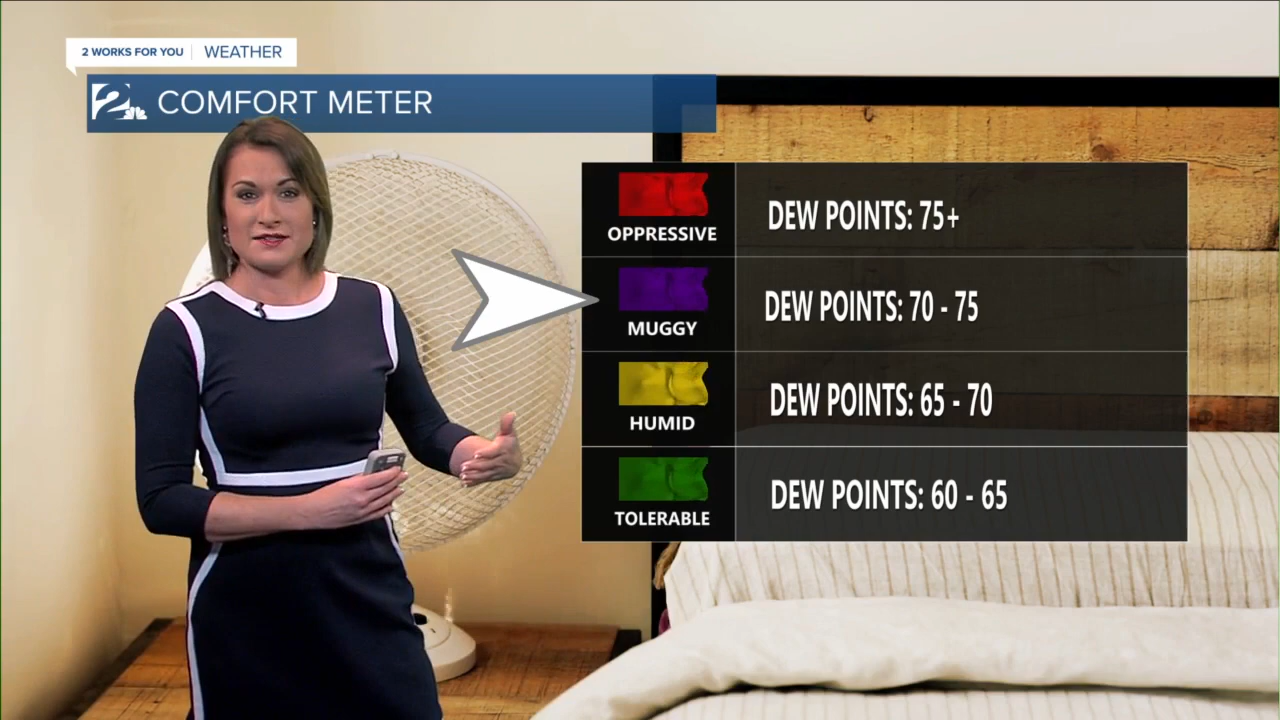 2 WORKS FOR YOU | WEATHER
2 COMFORT METER
OPPRESSIVE DEW POINTS: 75+
MUGGY DEW POINTS: 70 - 75
HUMID DEW POINTS: 65 - 70
TOLERABLE DEW POINTS: 60 - 65